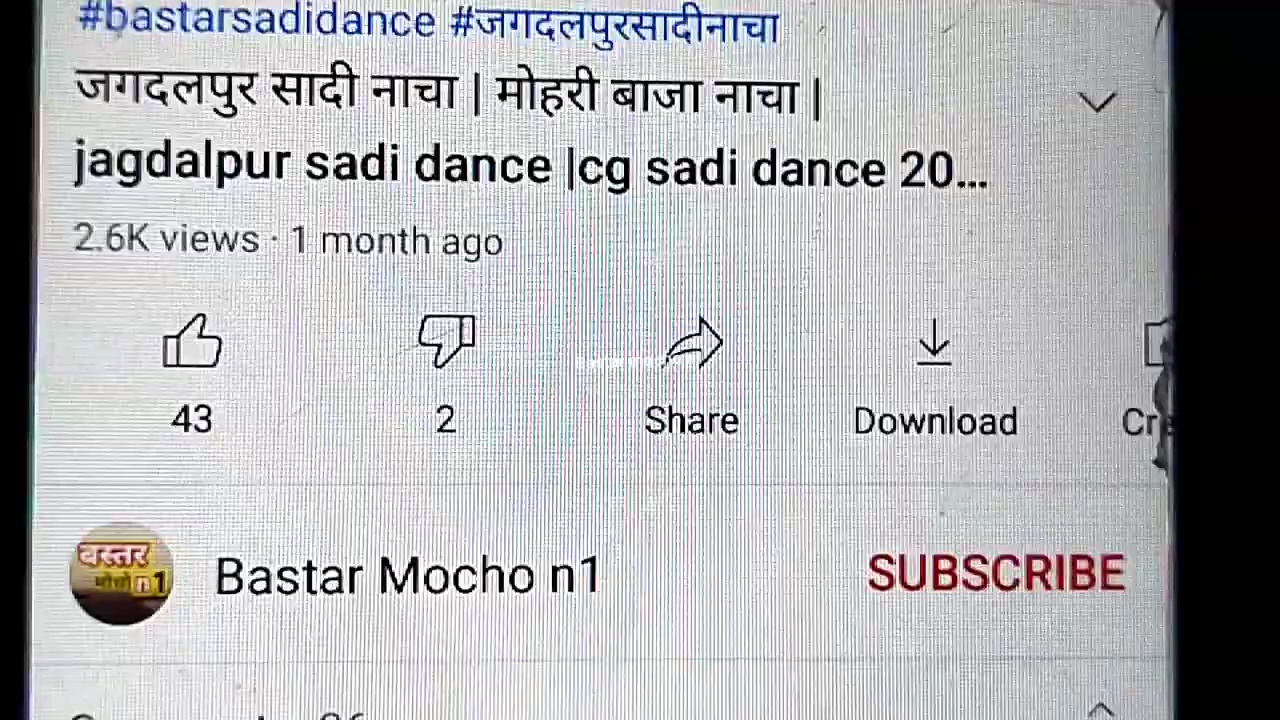 #bastarsadidance #जगदलपुरसादीनाचा
जगदलपुर सादी नाचा | मोहरी बाजा नाचा |
jagdalpur sadi dance |cg sadi dance 20...
2.6K views · 1 month ago
43
2
Share
Download
बस्तर
मोचो n1
Bastar Mocho n1
SUBSCRIBE